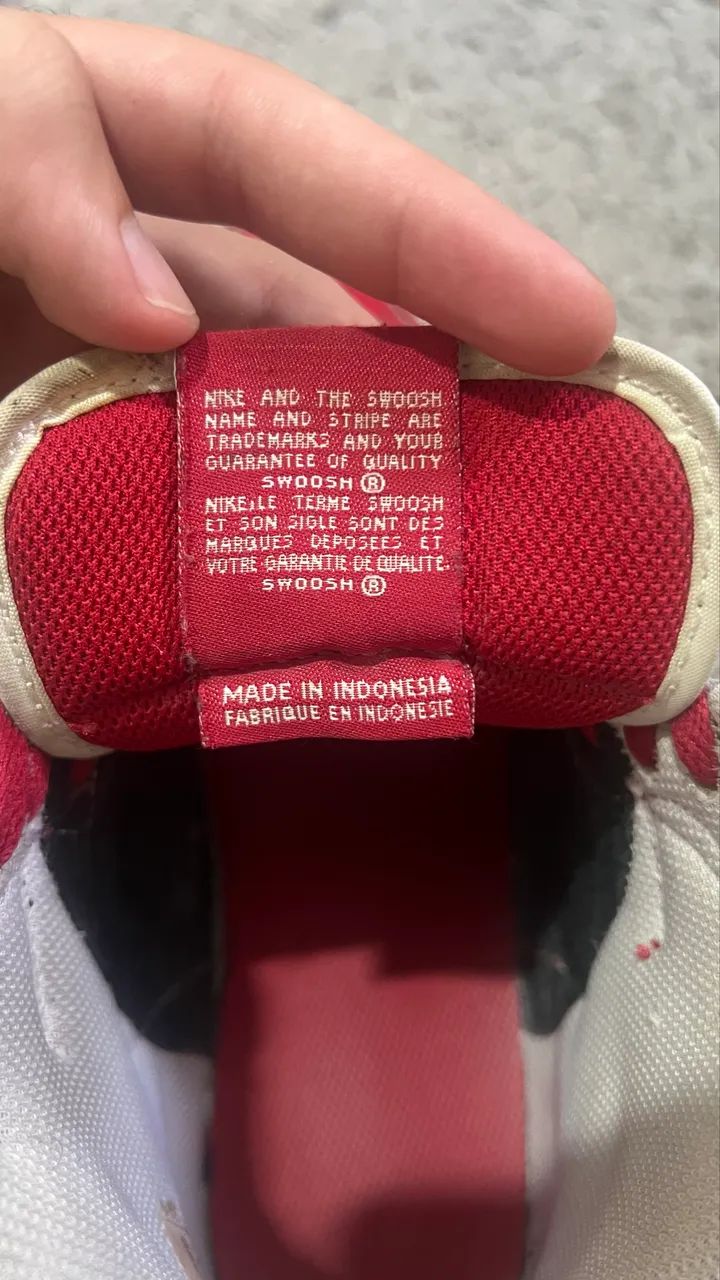 NIKE AND THE SWOOSH
NAME AND STRIPE ARE
TRADEMARKS AND YOUR
GUARANTEE OF QUALITY
SWOOSH ®
NIKE,LE TERME SWOOSH
ET SON SIGLE SONT DES
MARQUES DEPOSEES ET
VOTRE GARANTIE DE QUALITE.
SWOOSH ®
MADE IN INDONESIA
FABRIQUE EN INDONESIE